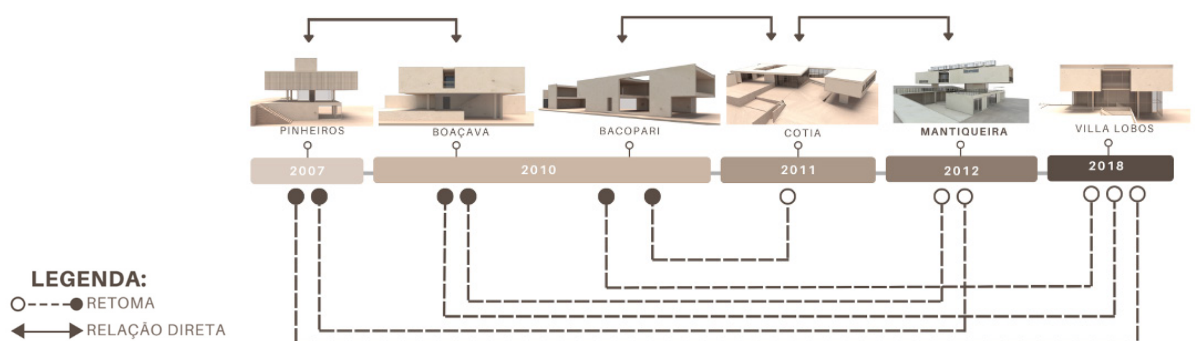 PINHEIROS
BOAÇAVA
BACOPARI
COTIA
MANTIQUEIRA
VILLA LOBOS
2007
2010
2011
2012
2018
LEGENDA:
RETOMA
RELAÇÃO DIRETA